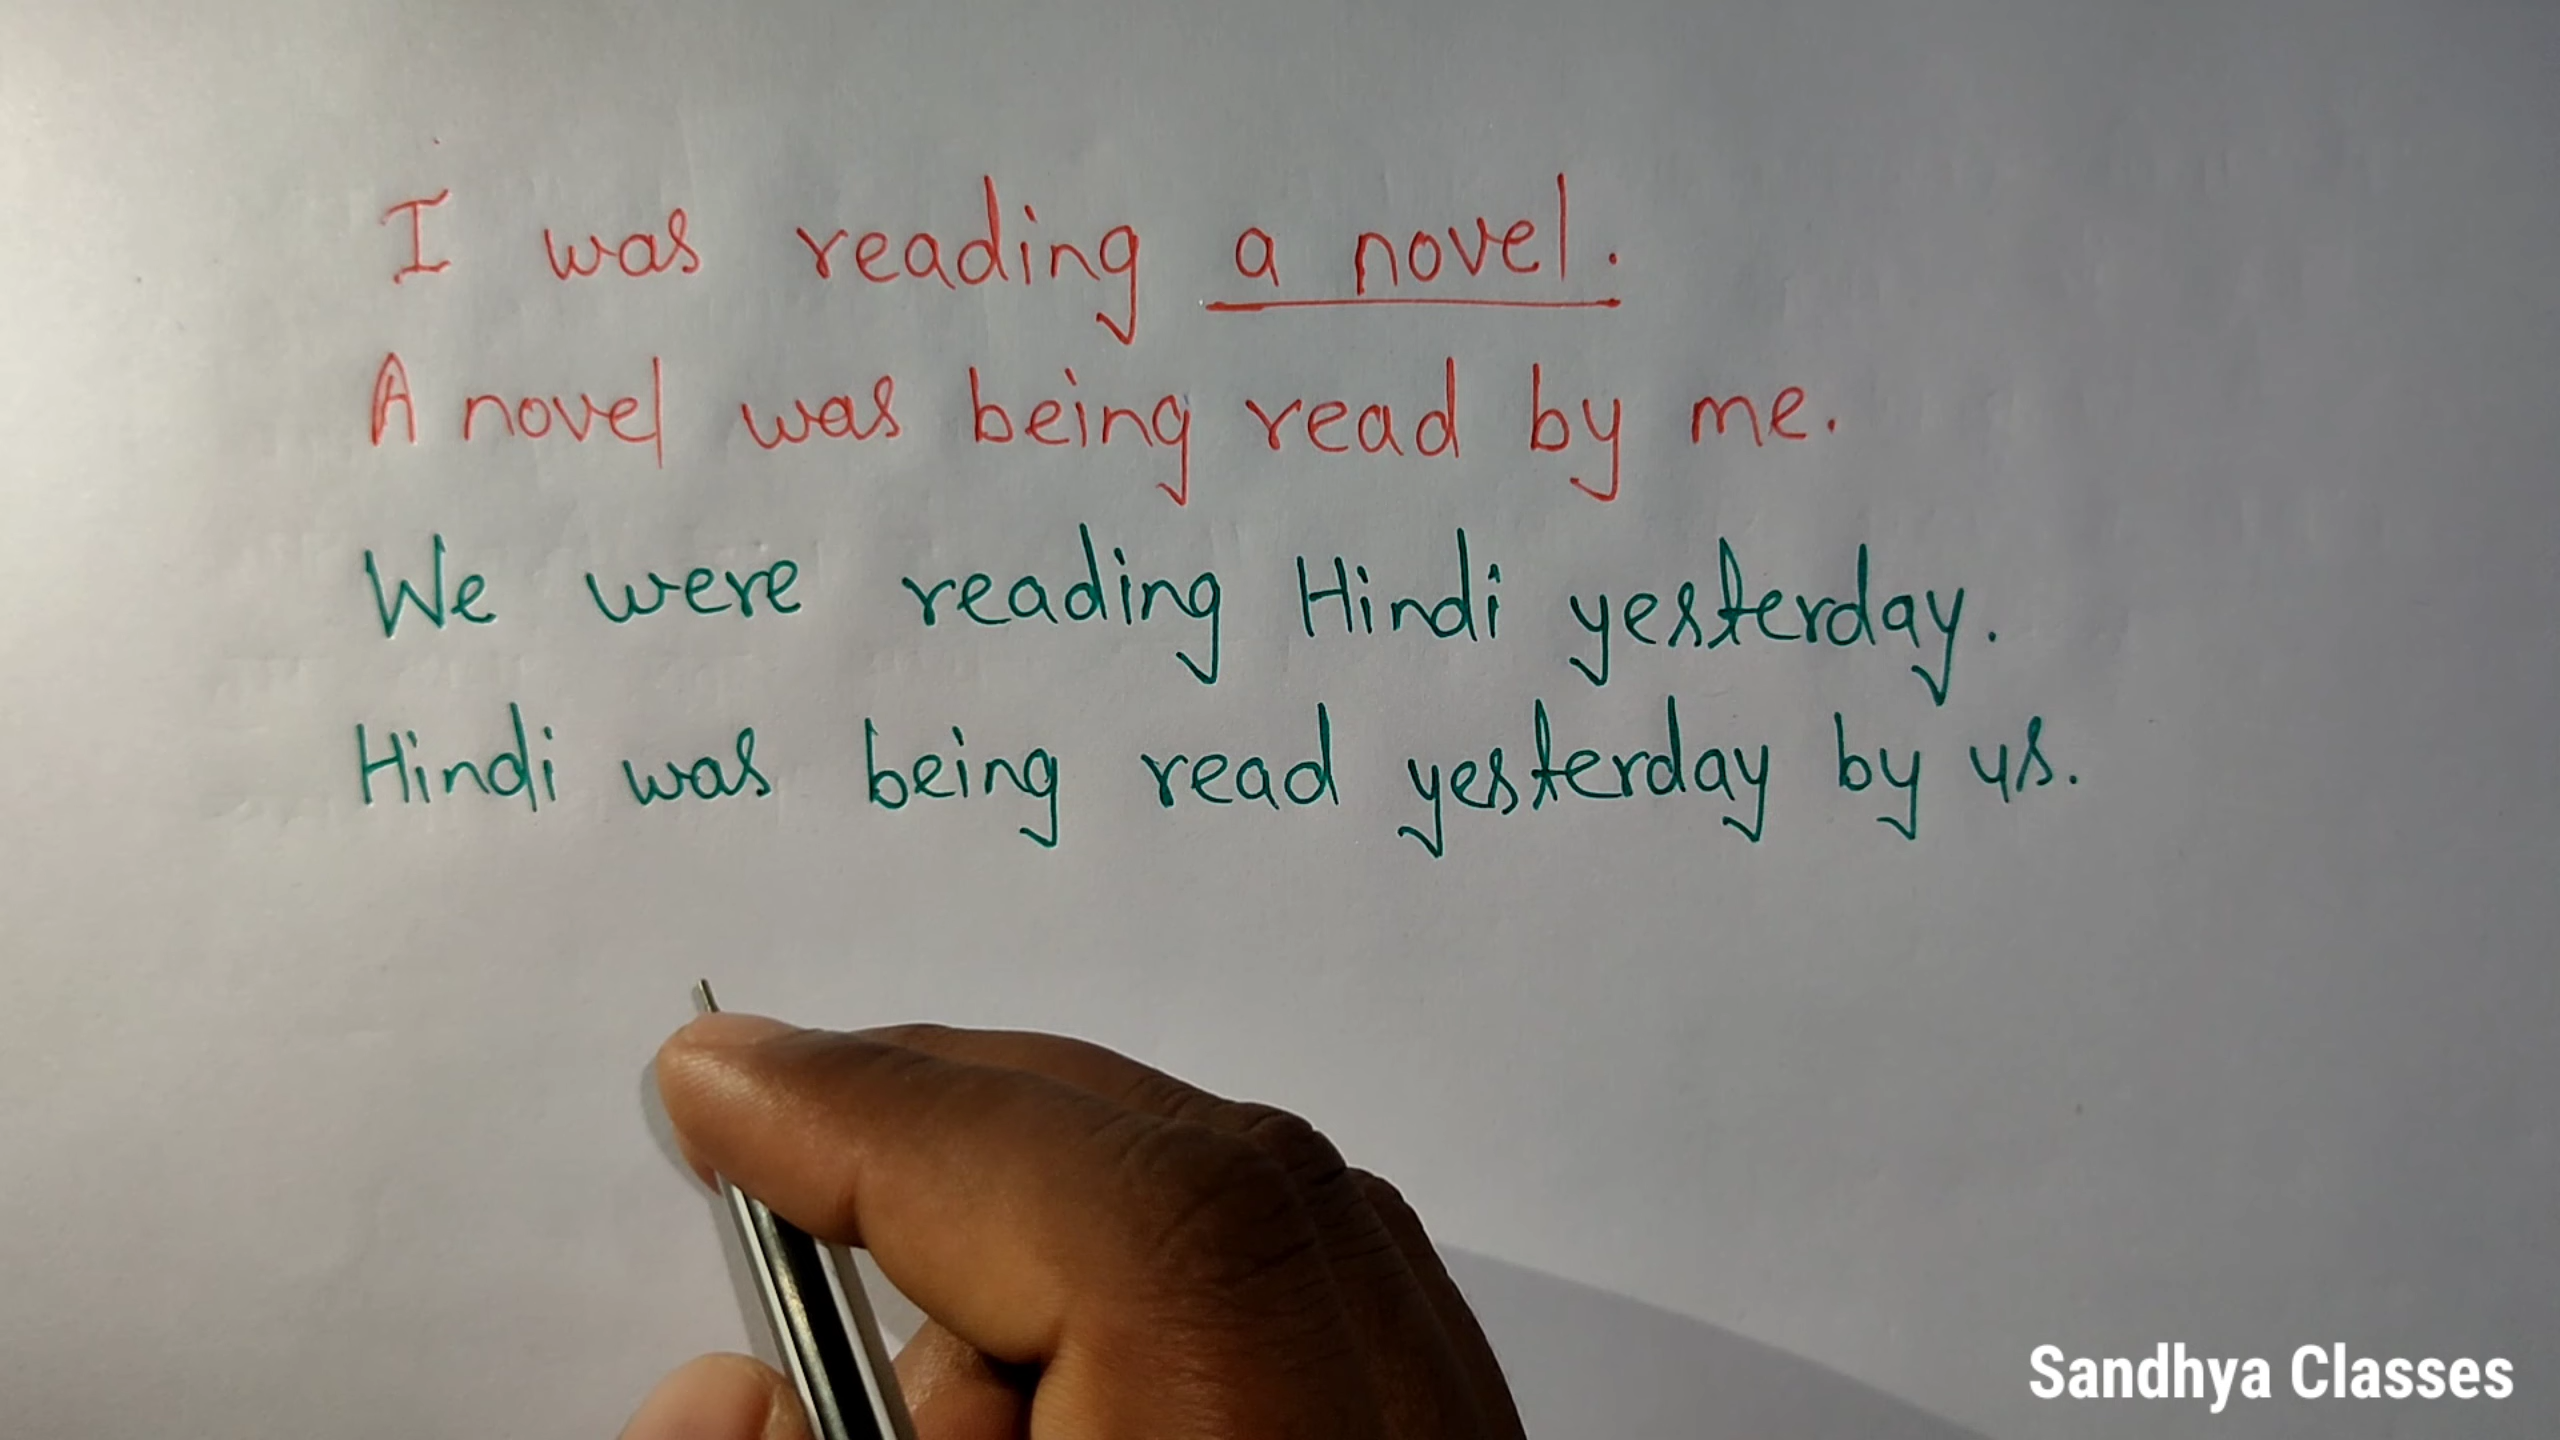 I was reading a novel.
A novel was being read by me.
We were reading Hindi yesterday.
Hindi was being read yesterday by us.
Sandhya Classes